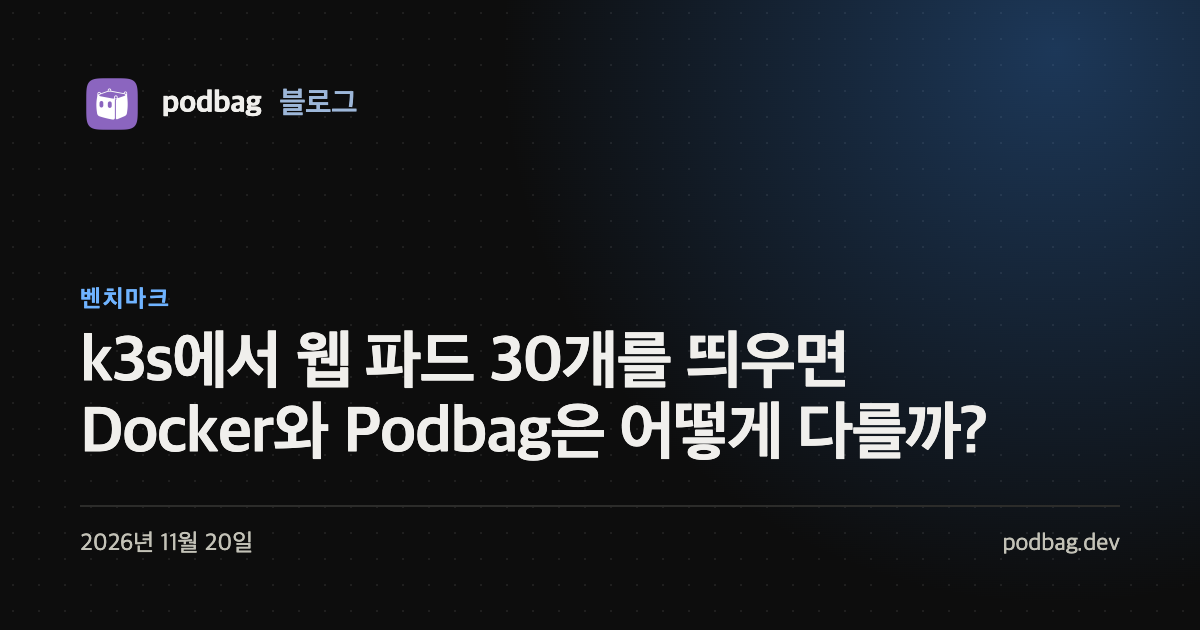 podbag 블로그
벤치마크
k3s에서 웹 파드 30개를 띄우면
Docker와 Podbag은 어떻게 다를까?
2026년 11월 20일
podbag.dev